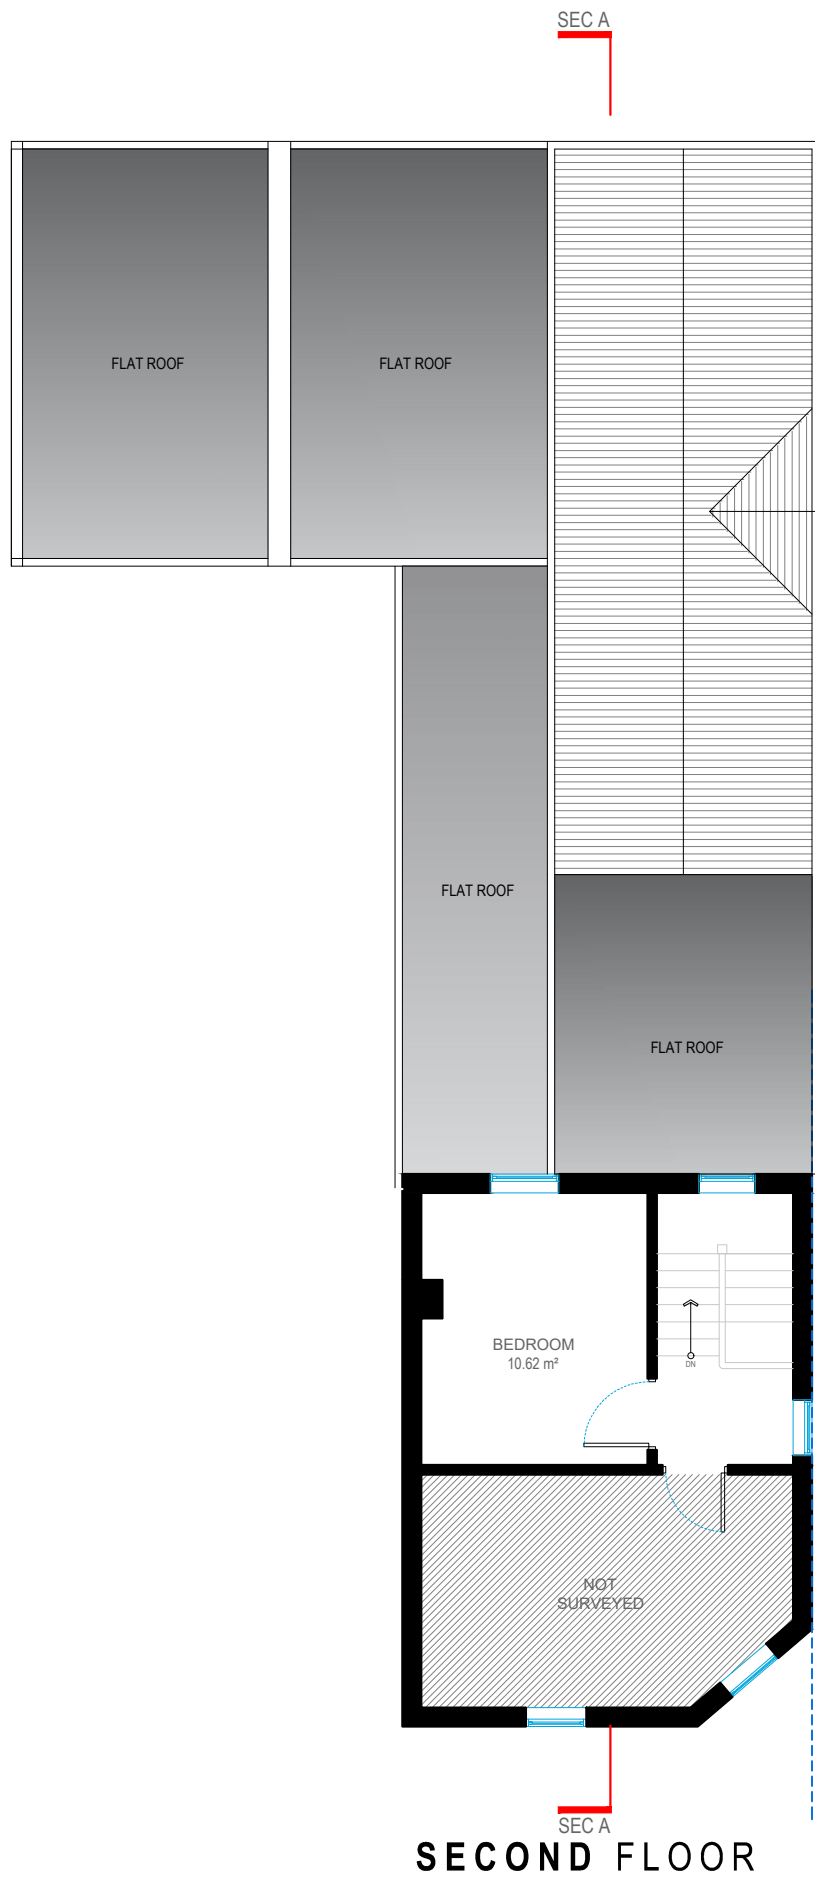 SEC A
FLAT ROOF
FLAT ROOF
FLAT ROOF
FLAT ROOF
BEDROOM
10.62 m²
DN
NOT
SURVEYED
SEC A
SECOND FLOOR